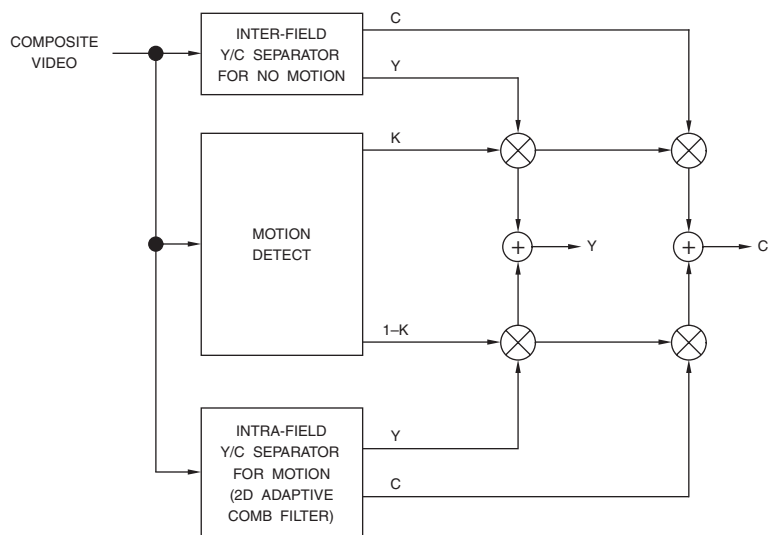 COMPOSITE
VIDEO
INTER-FIELD
Y/C SEPARATOR
FOR NO MOTION
C
Y
K
MOTION
DETECT
1–K
+
Y
+
C
INTRA-FIELD
Y/C SEPARATOR
FOR MOTION
(2D ADAPTIVE
COMB FILTER)
Y
C